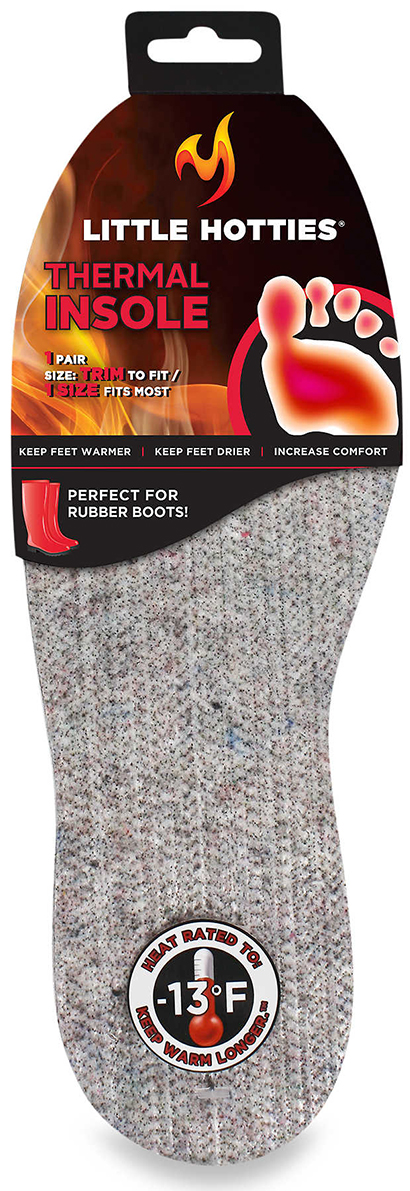 LITTLE HOTTIES®
THERMAL
INSOLE
1 PAIR
SIZE: TRIM TO FIT /
1 SIZE FITS MOST
KEEP FEET WARMER | KEEP FEET DRIER | INCREASE COMFORT
PERFECT FOR
RUBBER BOOTS!
HEAT RATED TO:
-13°F
KEEP WARM LONGER.™